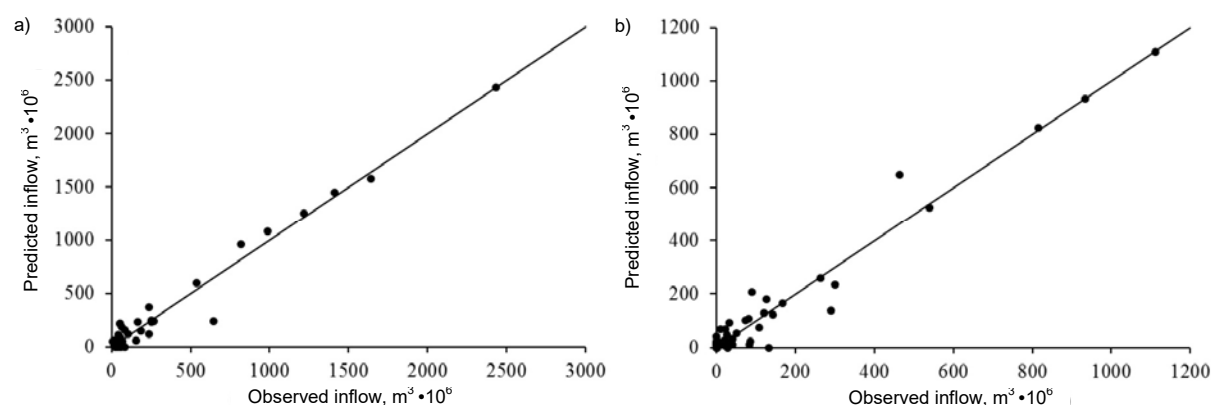 a)
3000
2500
2000
1500
1000
500
0
Predicted inflow, m³ •10⁶
0 500 1000 1500 2000 2500 3000
Observed inflow, m³ •10⁶
b)
1200
1000
800
600
400
200
0
Predicted inflow, m³ •10⁶
0 200 400 600 800 1000 1200
Observed inflow, m³ •10⁶